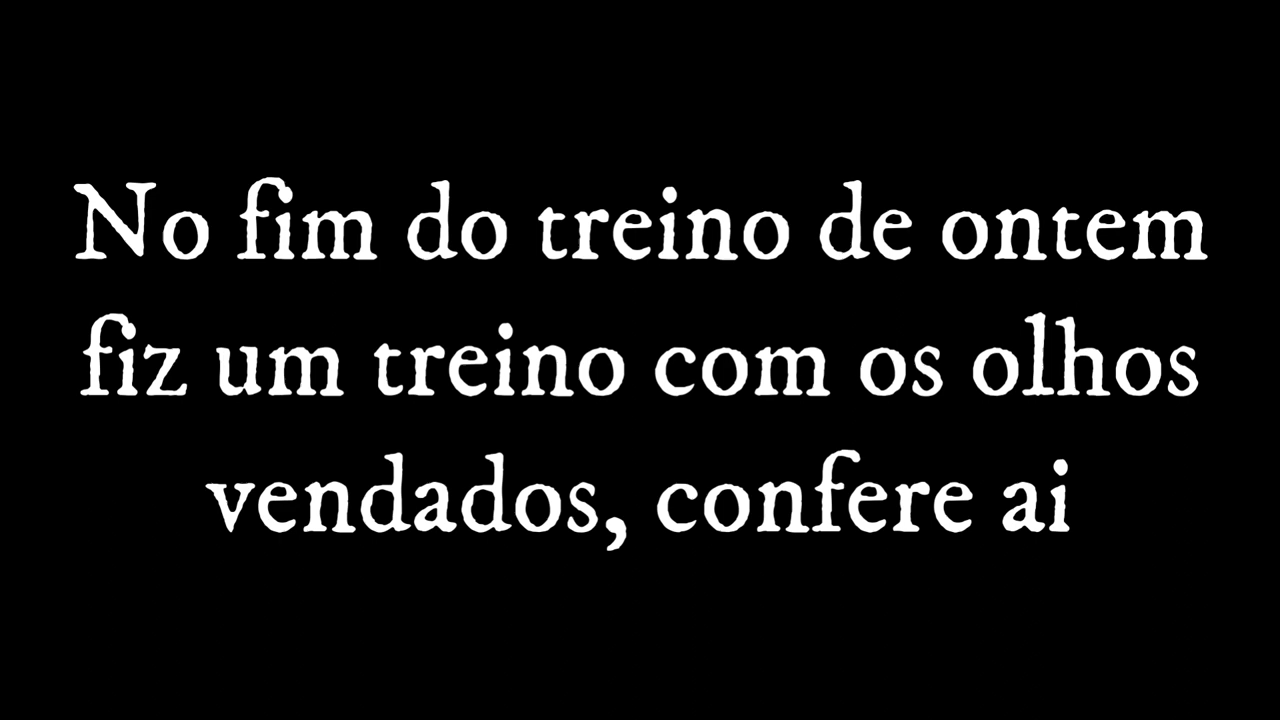 No fim do treino de ontem
fiz um treino com os olhos
vendados, confere ai